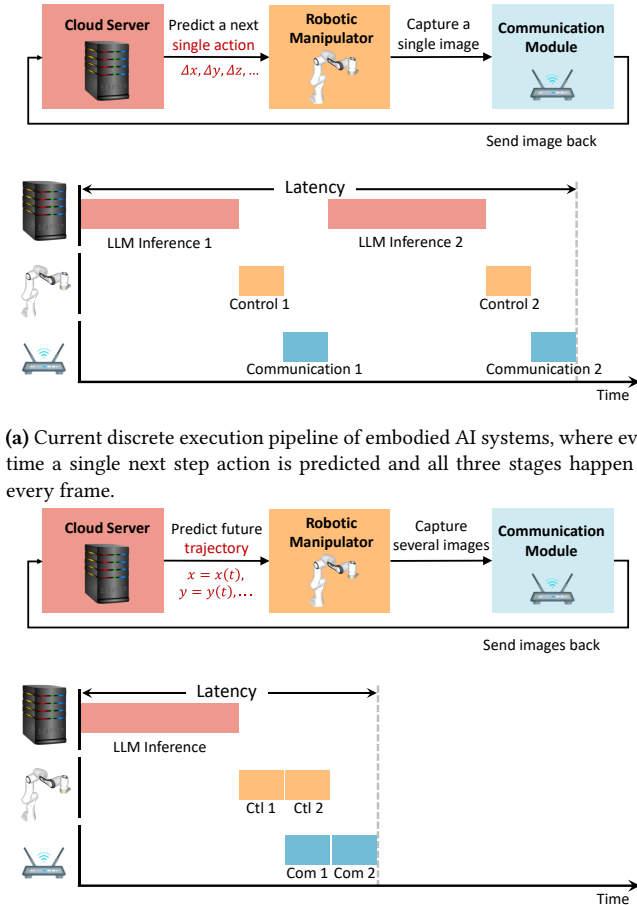 Cloud Server
Predict a next
single action
Δx, Δy, Δz, ...
Robotic
Manipulator
Capture a
single image
Communication
Module
Send image back
Latency
LLM Inference 1
LLM Inference 2
Control 1
Control 2
Communication 1
Communication 2
Time
(a) Current discrete execution pipeline of embodied AI systems, where ev
time a single next step action is predicted and all three stages happen
every frame.
Cloud Server
Predict future
trajectory
x = x(t),
y = y(t), ...
Robotic
Manipulator
Capture
several images
Communication
Module
Send images back
Latency
LLM Inference
Ctl 1
Ctl 2
Com 1
Com 2
Time